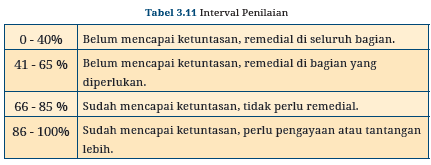 Tabel 3.11 Interval Penilaian
0 - 40% Belum mencapai ketuntasan, remedial di seluruh bagian.
41 - 65 % Belum mencapai ketuntasan, remedial di bagian yang
diperlukan.
66 - 85 % Sudah mencapai ketuntasan, tidak perlu remedial.
86 - 100% Sudah mencapai ketuntasan, perlu pengayaan atau tantangan
lebih.